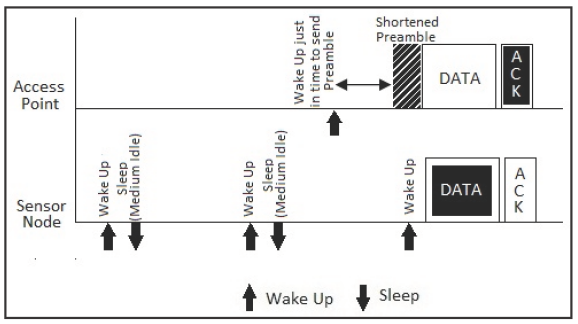 Shortened
Preamble
Wake Up just
in time to send
Preamble
Access
Point
DATA
A
C
K
Wake Up
Sleep
(Medium Idle)
Wake Up
Sleep
(Medium Idle)
Wake Up
Sensor
Node
DATA
A
C
K
Wake Up
Sleep